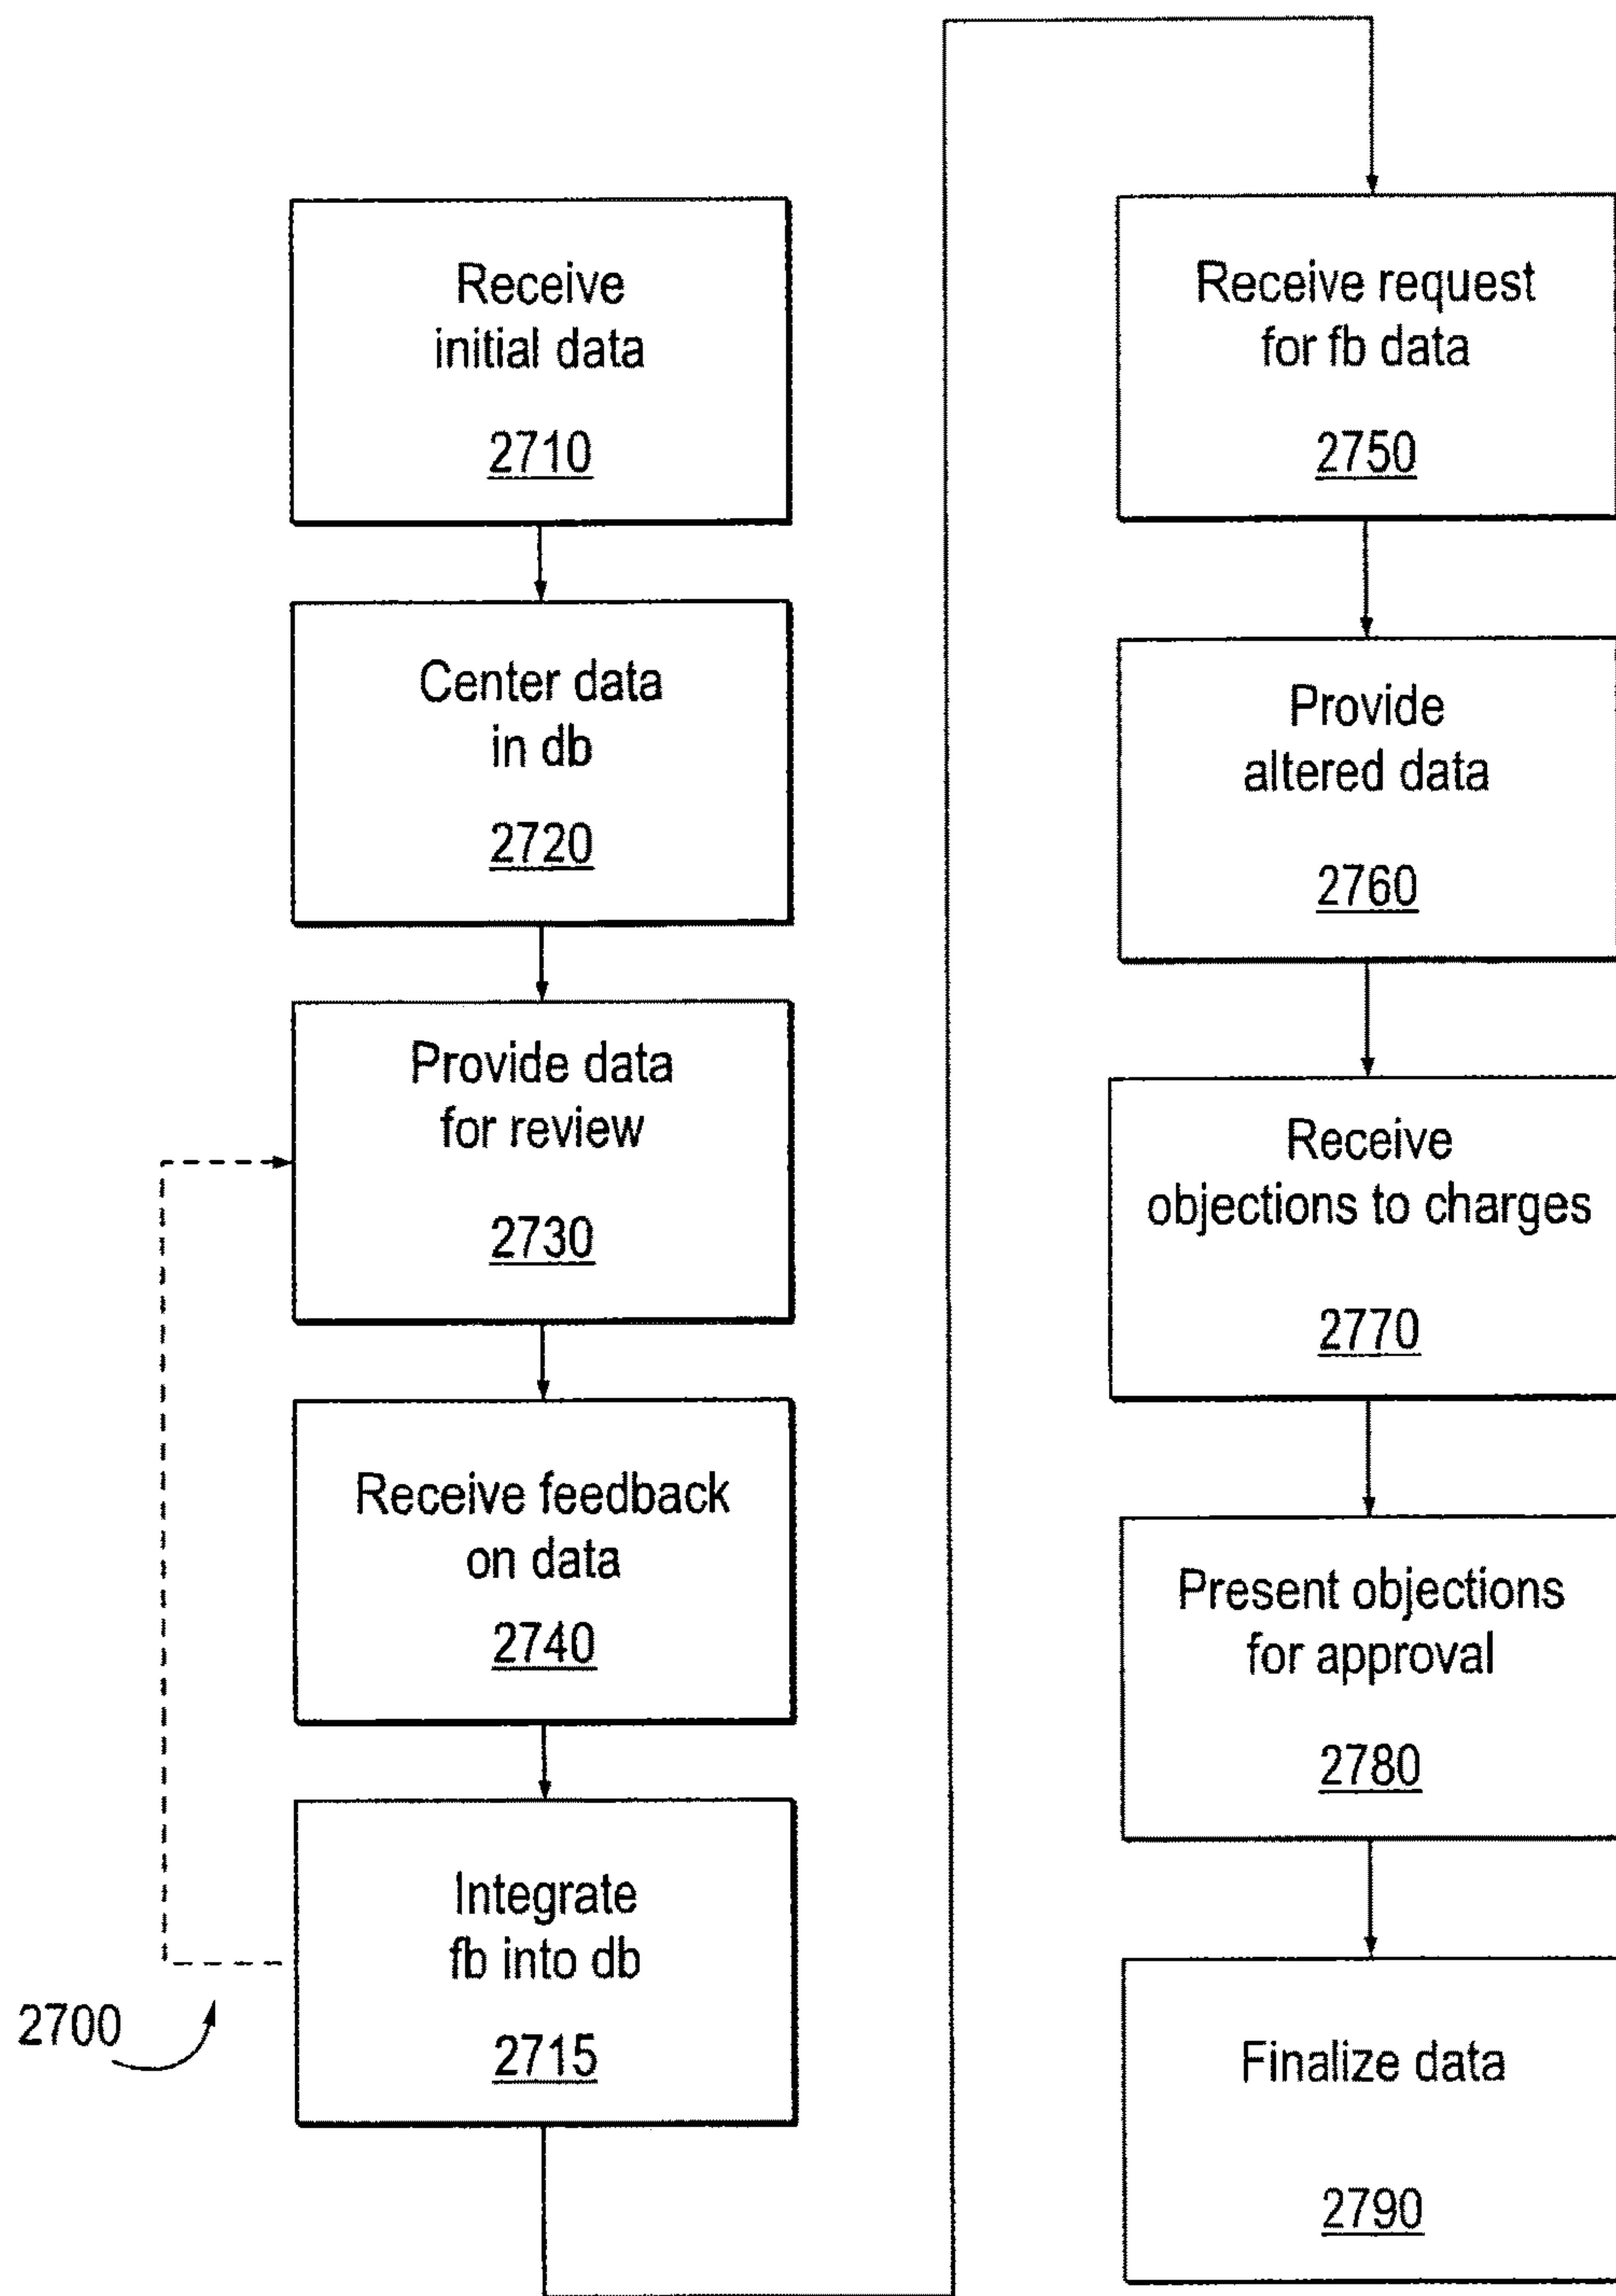 Receive
initial data
2710
Center data
in db
2720
Provide data
for review
2730
Receive feedback
on data
2740
Integrate
fb into db
2715
2700
Receive request
for fb data
2750
Provide
altered data
2760
Receive
objections to charges
2770
Present objections
for approval
2780
Finalize data
2790